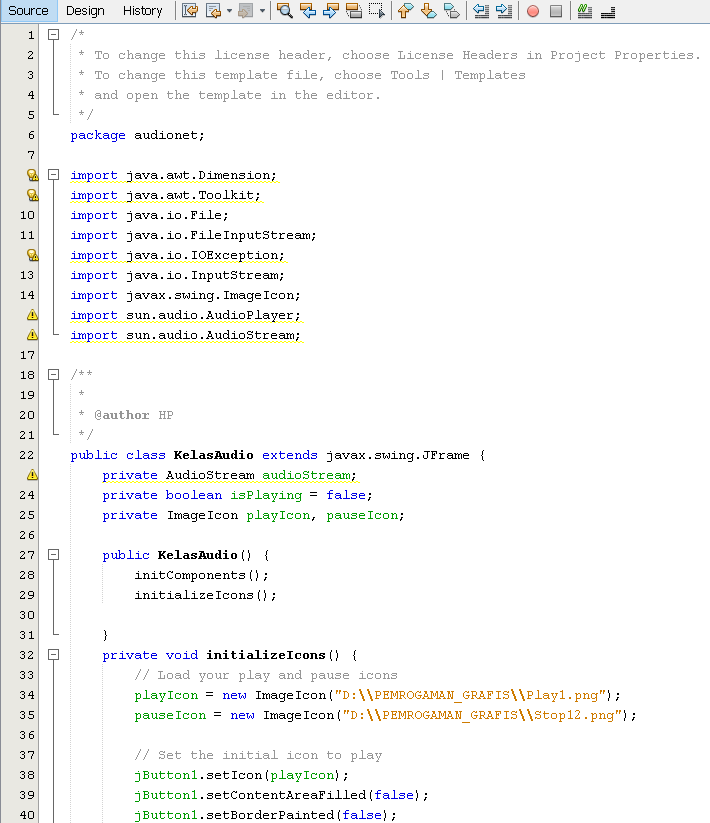 Source Design History
1 /*
2 * To change this license header, choose License Headers in Project Properties.
3 * To change this template file, choose Tools | Templates
4 * and open the template in the editor.
5 */
6 package audionet;
7
import java.awt.Dimension;
import java.awt.Toolkit;
10 import java.io.File;
11 import java.io.FileInputStream;
import java.io.IOException;
13 import java.io.InputStream;
14 import javax.swing.ImageIcon;
import sun.audio.AudioPlayer;
import sun.audio.AudioStream;
17
18 /**
19 *
20 * @author HP
21 */
22 public class KelasAudio extends javax.swing.JFrame {
private AudioStream audioStream;
24 private boolean isPlaying = false;
25 private ImageIcon playIcon, pauseIcon;
26
27 public KelasAudio() {
28 initComponents();
29 initializeIcons();
30
31 }
32 private void initializeIcons() {
33 // Load your play and pause icons
34 playIcon = new ImageIcon("D:\\PEMROGAMAN_GRAFIS\\Play1.png");
35 pauseIcon = new ImageIcon("D:\\PEMROGAMAN_GRAFIS\\Stop12.png");
36
37 // Set the initial icon to play
38 jButton1.setIcon(playIcon);
39 jButton1.setContentAreaFilled(false);
40 jButton1.setBorderPainted(false);